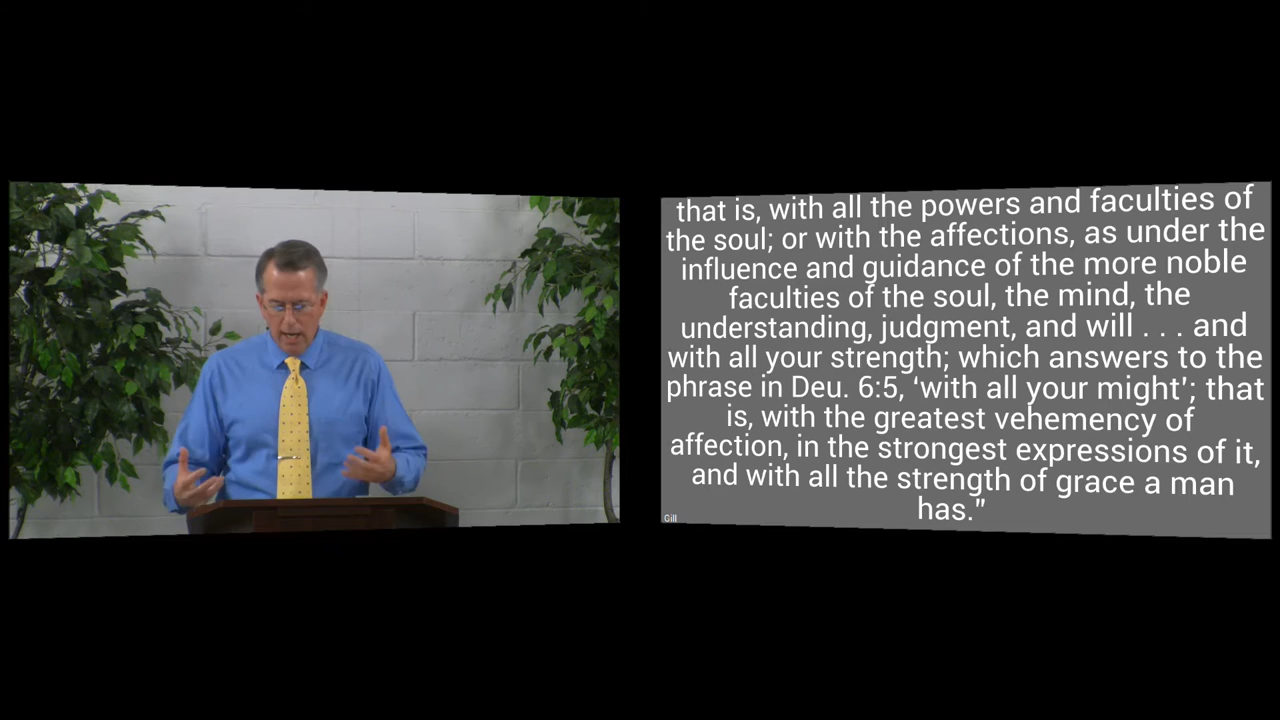 that is, with all the powers and faculties of
the soul; or with the affections, as under the
influence and guidance of the more noble
faculties of the soul, the mind, the
understanding, judgment, and will . . . and
with all your strength; which answers to the
phrase in Deu. 6:5, ‘with all your might’; that
is, with the greatest vehemency of
affection, in the strongest expressions of it,
and with all the strength of grace a man
has.”
Gill